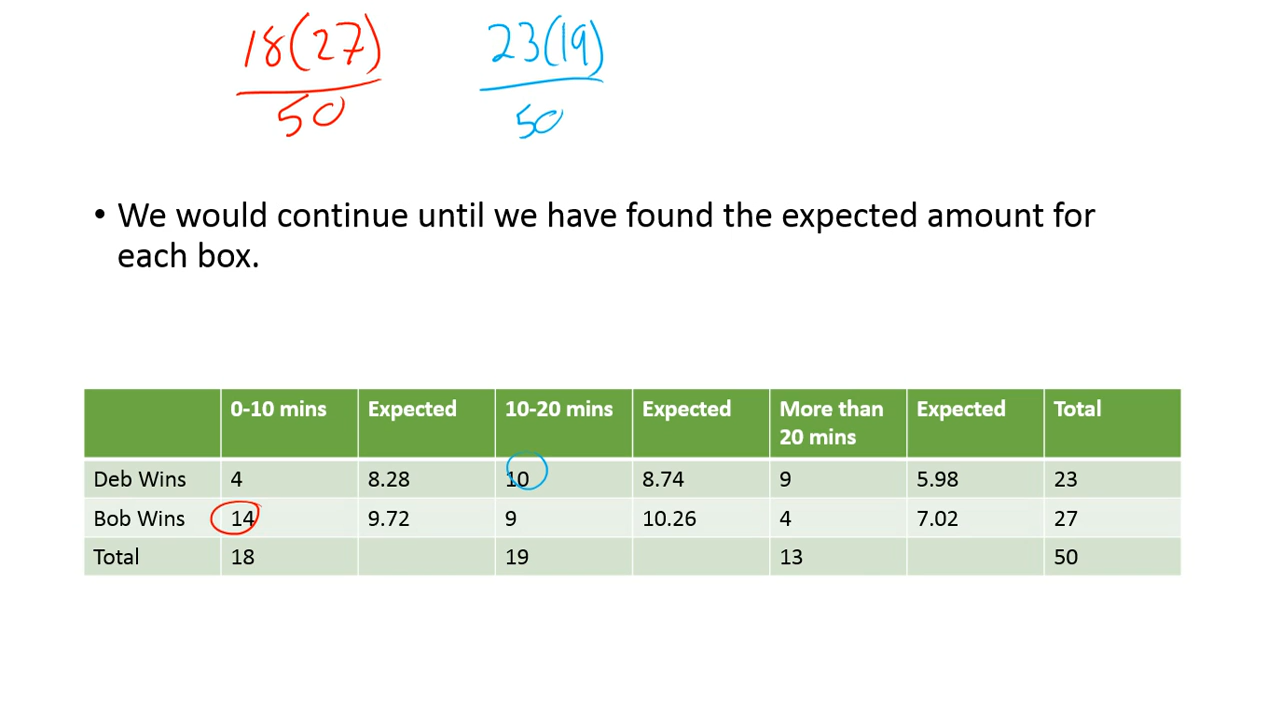 18(27) 23(19)
50 50
• We would continue until we have found the expected amount for
each box.
0-10 mins Expected 10-20 mins Expected More than Expected Total
20 mins
Deb Wins 4 8.28 10 8.74 9 5.98 23
Bob Wins 14 9.72 9 10.26 4 7.02 27
Total 18 19 13 50